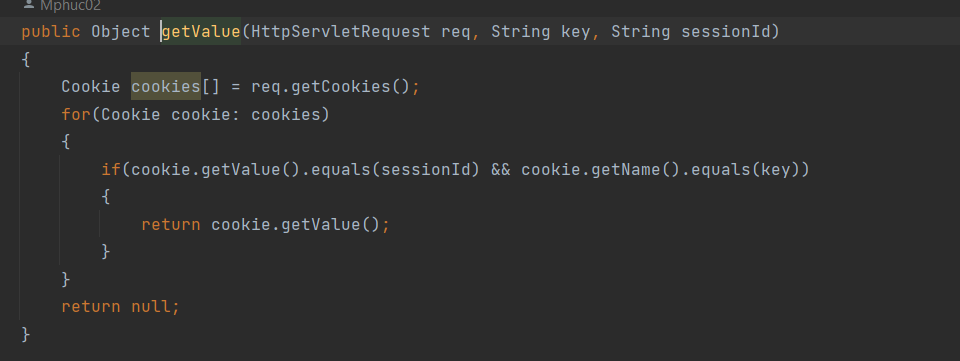 Mphuc02
public Object getValue(HttpServletRequest req, String key, String sessionId)
{
Cookie cookies[] = req.getCookies();
for(Cookie cookie: cookies)
{
if(cookie.getValue().equals(sessionId) && cookie.getName().equals(key))
{
return cookie.getValue();
}
}
return null;
}